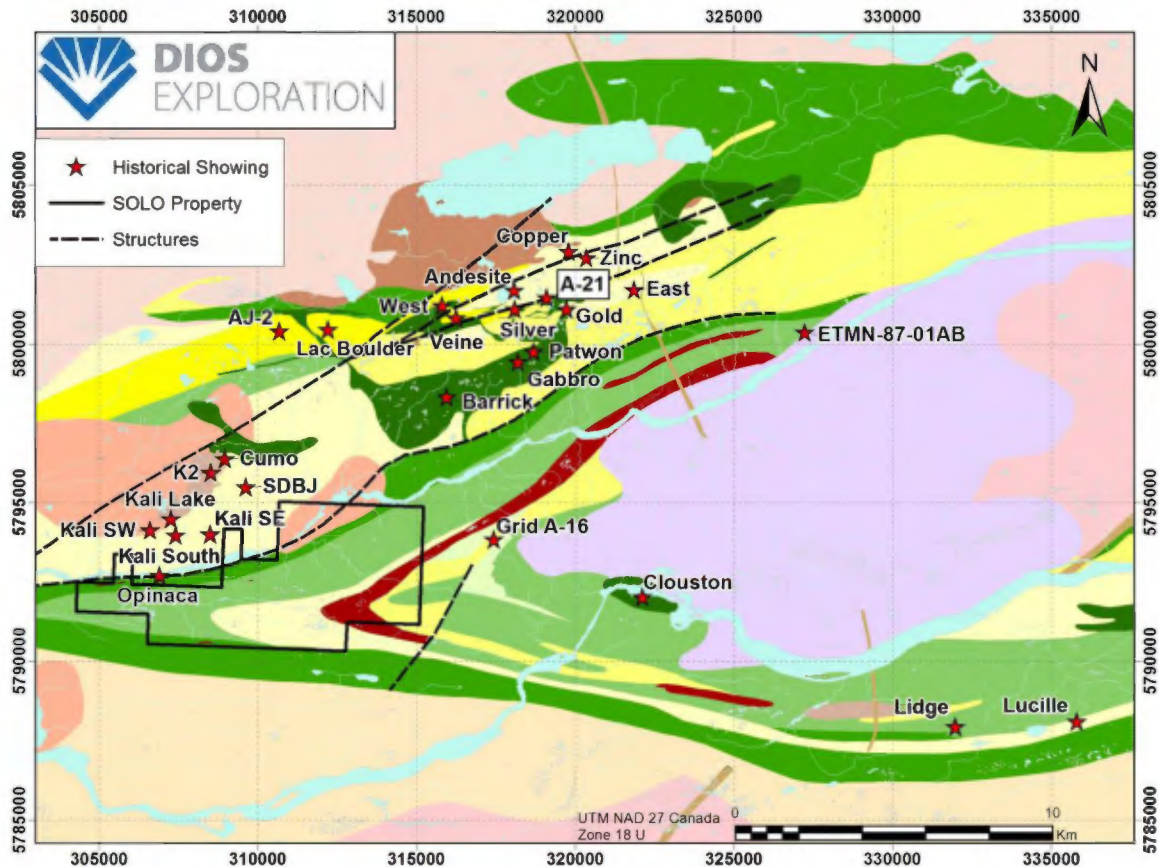 305000 310000 315000 320000 325000 330000 335000
DIOS
EXPLORATION
N
Historical Showing
SOLO Property
Structures
5805000 5805000
Copper
Zinc
Andesite
A-21
East
West
Gold
AJ-2
Silver
Veine
ETMN-87-01AB
Lac Boulder
Patwon
5800000 5800000
Gabbro
Barrick
Cumo
K2
SDBJ
Kali Lake
5795000 5795000
Kali SE
Kali SW
Grid A-16
Kali South
Clouston
Opinaca
5790000 5790000
Lidge
Lucille
UTM NAD 27 Canada
Zone 18 U
0 10
Km
5785000 5785000
305000 310000 315000 320000 325000 330000 335000